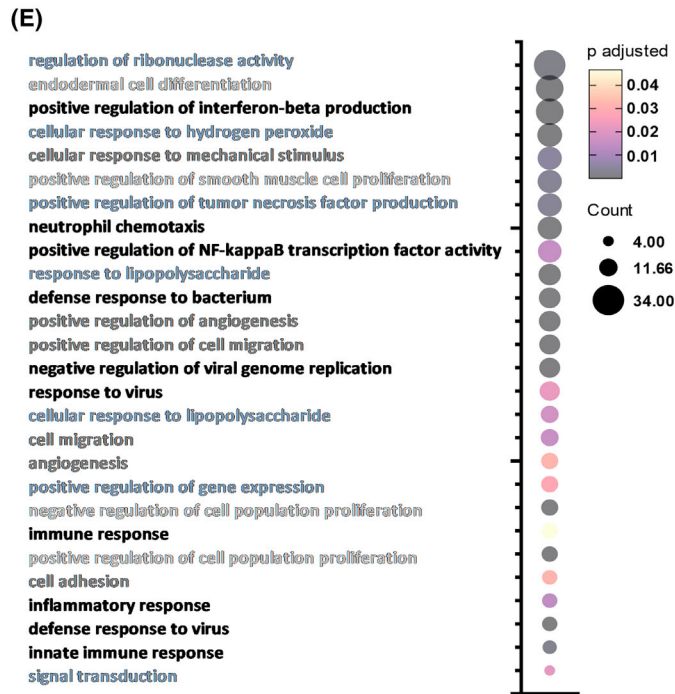 (E)
regulation of ribonuclease activity
endodermal cell differentiation
positive regulation of interferon-beta production
cellular response to hydrogen peroxide
cellular response to mechanical stimulus
positive regulation of smooth muscle cell proliferation
positive regulation of tumor necrosis factor production
neutrophil chemotaxis
positive regulation of NF-kappaB transcription factor activity
response to lipopolysaccharide
defense response to bacterium
positive regulation of angiogenesis
positive regulation of cell migration
negative regulation of viral genome replication
response to virus
cellular response to lipopolysaccharide
cell migration
angiogenesis
positive regulation of gene expression
negative regulation of cell population proliferation
immune response
positive regulation of cell population proliferation
cell adhesion
inflammatory response
defense response to virus
innate immune response
signal transduction
p adjusted
0.04
0.03
0.02
0.01
Count
4.00
11.66
34.00